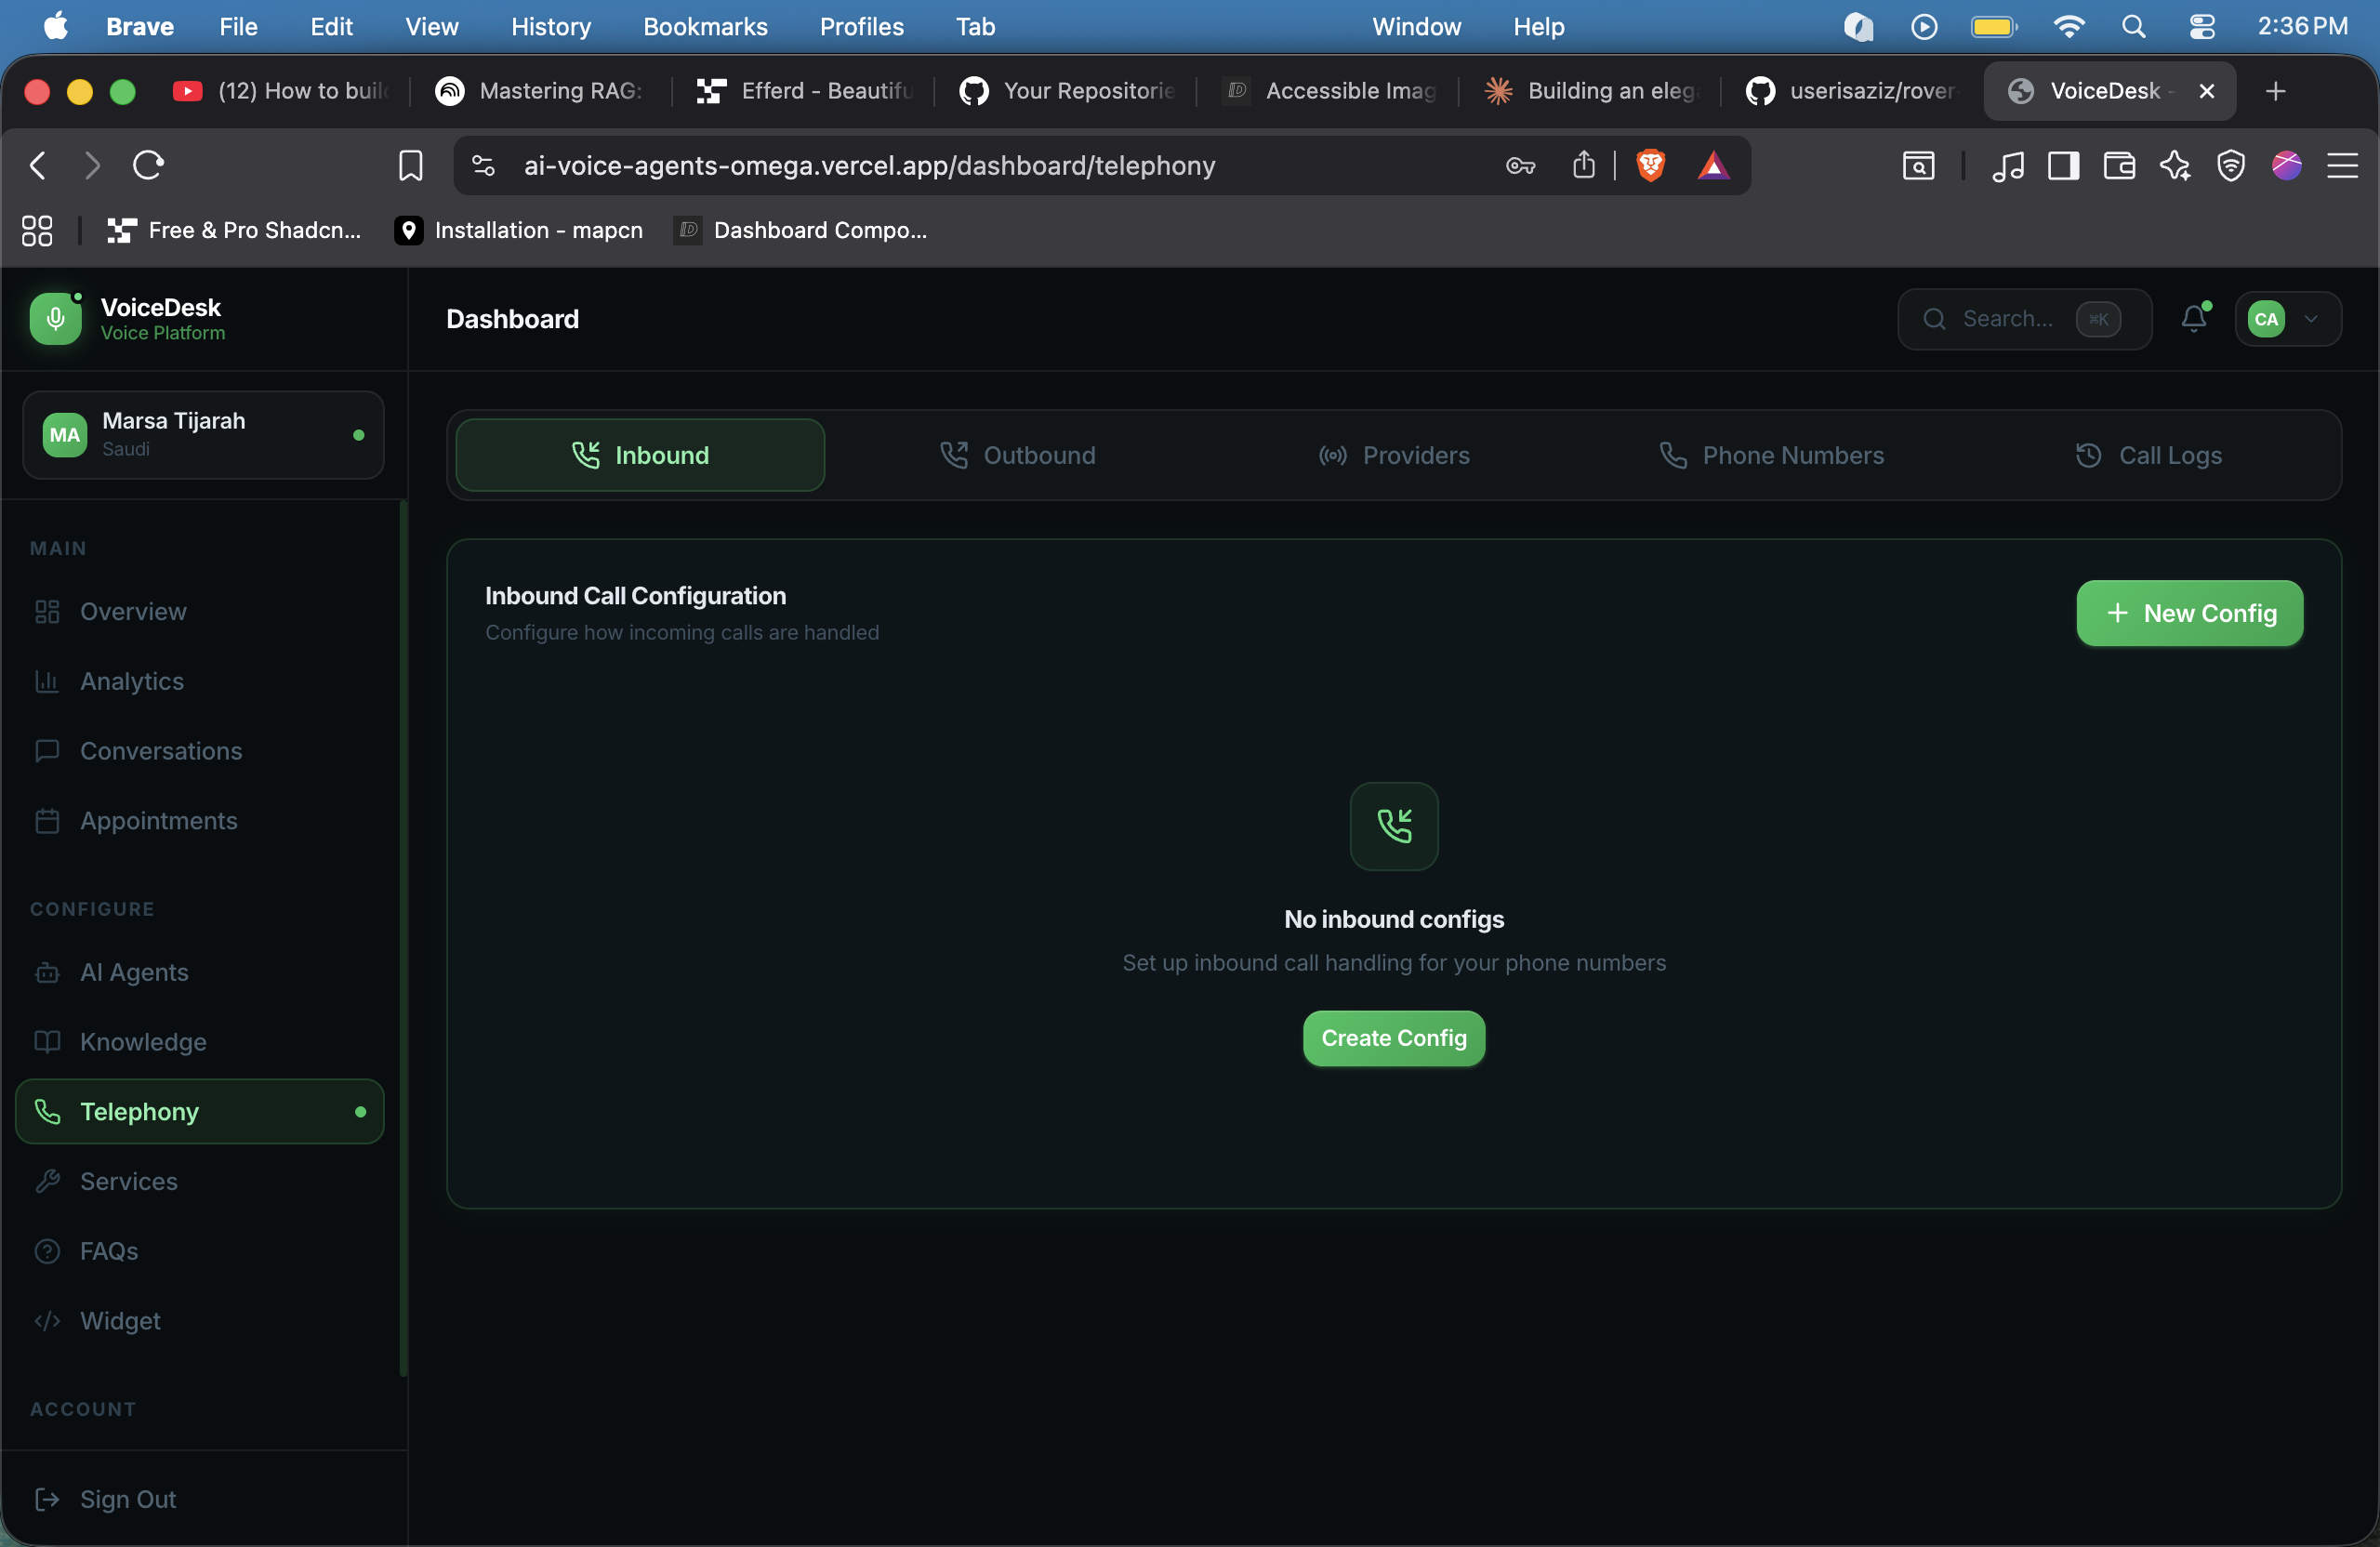 Brave File Edit View History Bookmarks Profiles Tab Window Help 2:36 PM
(12) How to buil
Mastering RAG:
Efferd - Beautifu
Your Repositorie
Accessible Imag
Building an eleg
userisaziz/rover-
VoiceDesk -
ai-voice-agents-omega.vercel.app/dashboard/telephony
Free & Pro Shadcn...
Installation - mapcn
Dashboard Compo...
VoiceDesk
Voice Platform
Dashboard
Search...
⌘K
CA
MA
Marsa Tijarah
Saudi
MAIN
Overview
Analytics
Conversations
Appointments
CONFIGURE
AI Agents
Knowledge
Telephony
Services
FAQs
Widget
ACCOUNT
Sign Out
Inbound
Outbound
Providers
Phone Numbers
Call Logs
Inbound Call Configuration
Configure how incoming calls are handled
New Config
No inbound configs
Set up inbound call handling for your phone numbers
Create Config